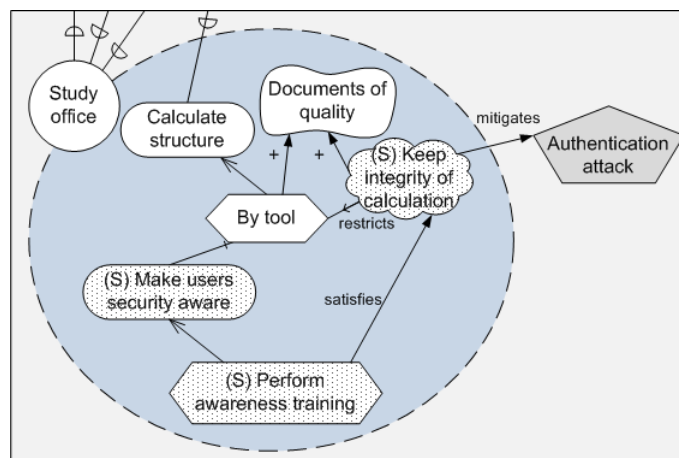 Study
office
Calculate
structure
Documents of
quality
mitigates
Authentication
attack
+
+
(S) Keep
integrity of
calculation
By tool
restricts
(S) Make users
security aware
satisfies
(S) Perform
awareness training